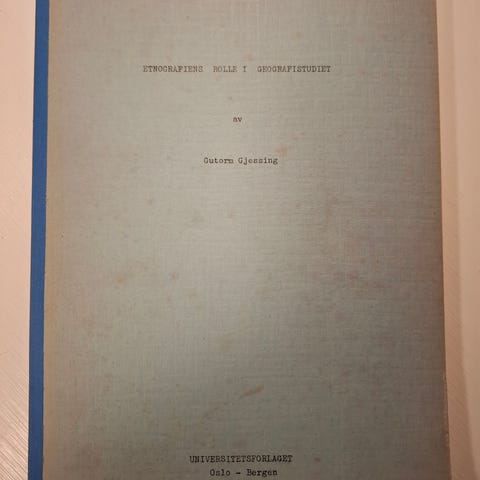 ETNOGRAFIENS ROLLE I GEOGRAFISTUDIET
av
Gutorm Gjessing
UNIVERSITETSFORLAGET
Oslo - Bergen